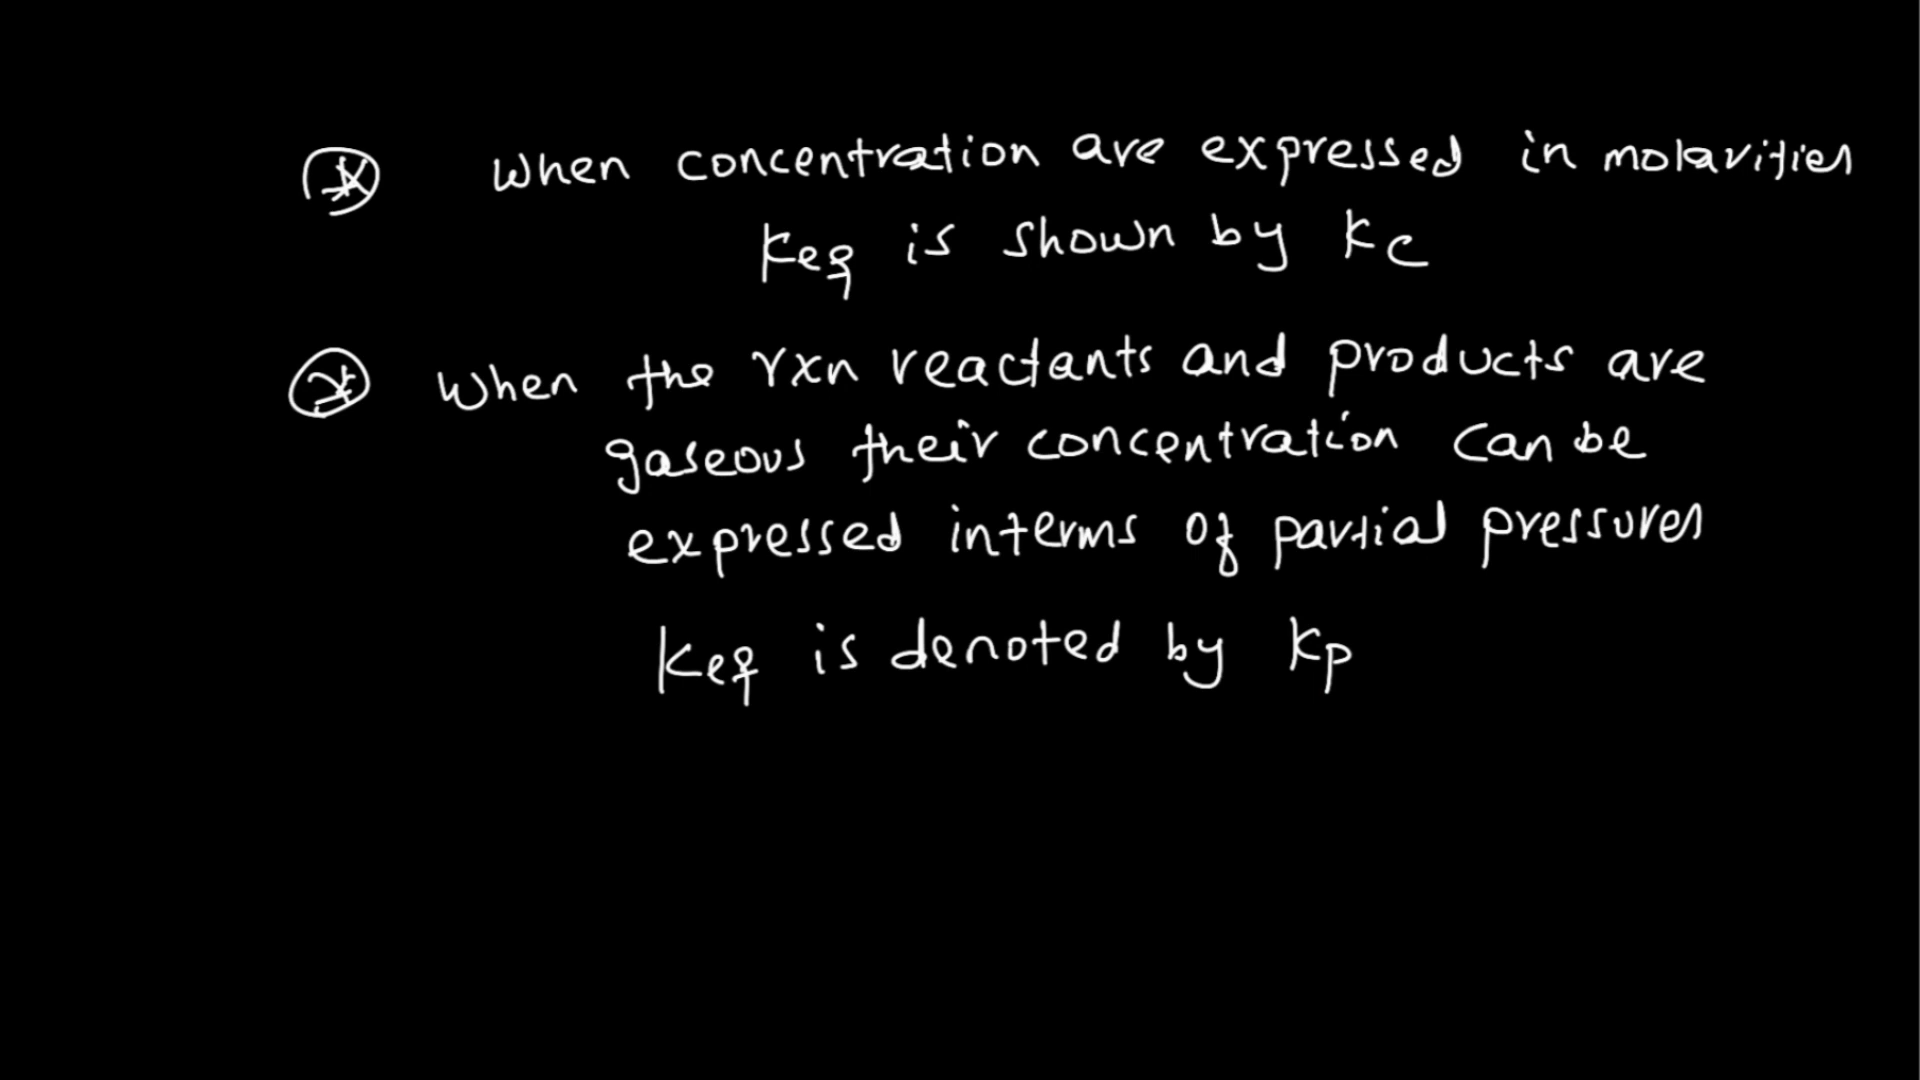 When concentration are expressed in molarities
Keq is shown by Kc
When the rxn reactants and products are
gaseous their concentration can be
expressed interms of partial pressures
Keq is denoted by Kp